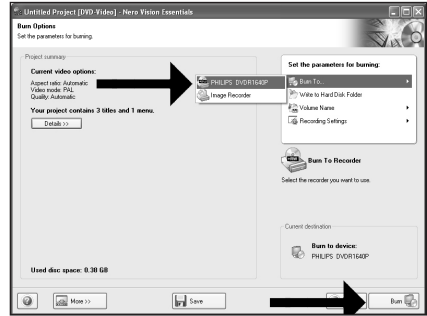 Untitled Project [DVD-Video] - Nero Vision Essentials
Burn Options
Set the parameters for burning.
Project summary
Current video options:
Aspect ratio: Automatic
Video mode: PAL
Quality: Automatic
Your project contains 3 titles and 1 menu.
Details >>
Used disc space: 0.38 GB
PHILIPS DVDR1640P
Image Recorder
Set the parameters for burning:
Burn To...
Write to Hard Disk Folder
Volume Name
Recording Settings
Burn To Recorder
Select the recorder you want to use.
Current destination
Burn to device:
PHILIPS DVDR1640P
More >>
Save
Burn